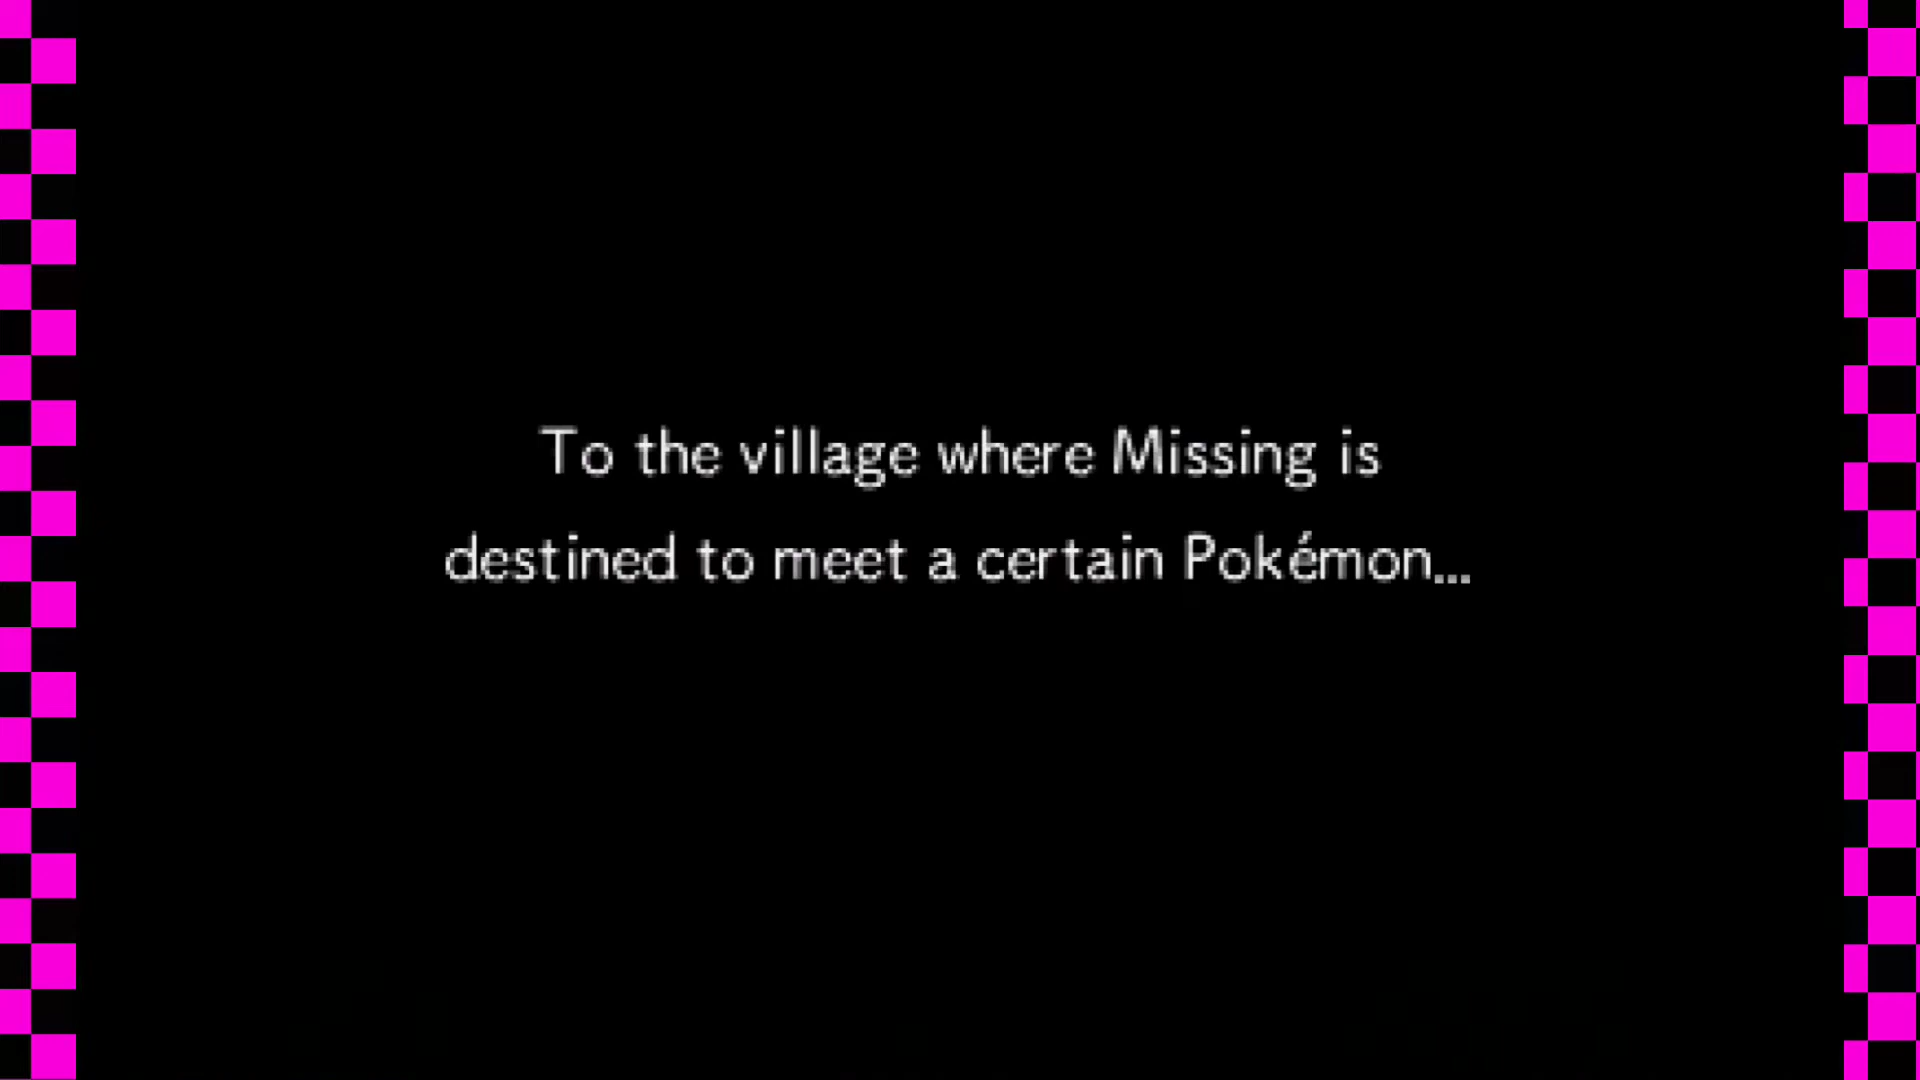 To the village where Missing is
destined to meet a certain Pokémon...